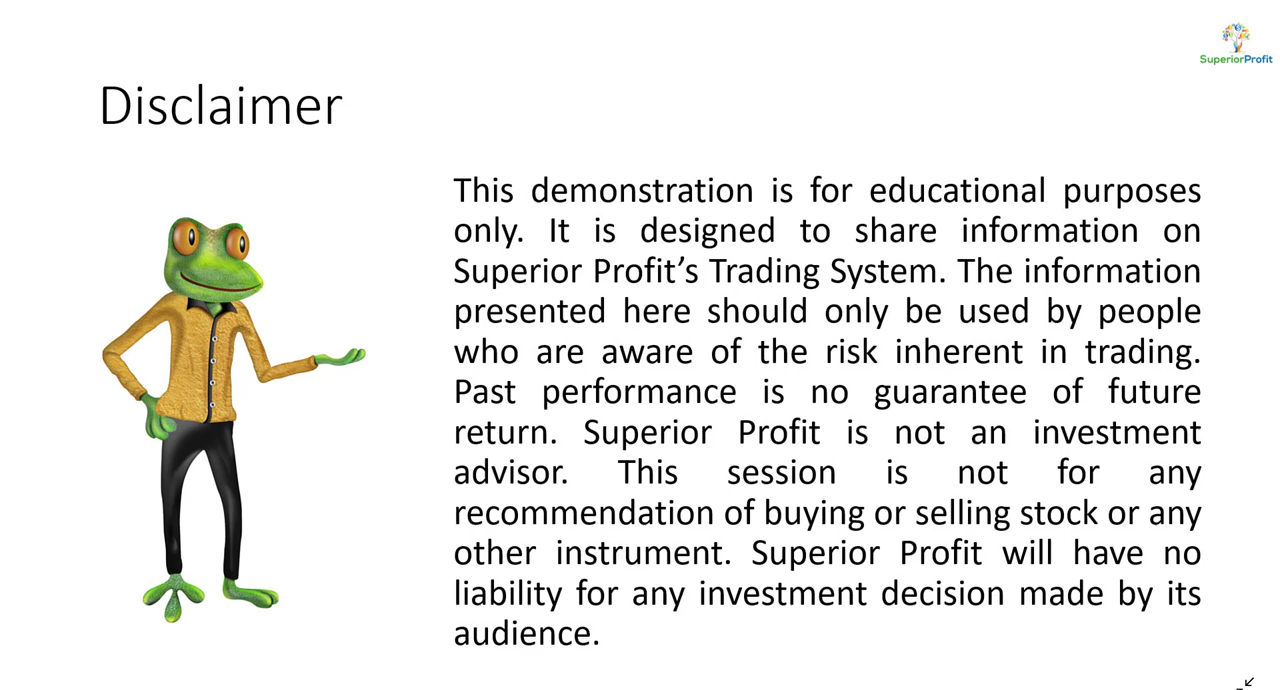 SuperiorProfit
Disclaimer
This demonstration is for educational purposes
only. It is designed to share information on
Superior Profit’s Trading System. The information
presented here should only be used by people
who are aware of the risk inherent in trading.
Past performance is no guarantee of future
return. Superior Profit is not an investment
advisor. This session is not for any
recommendation of buying or selling stock or any
other instrument. Superior Profit will have no
liability for any investment decision made by its
audience.